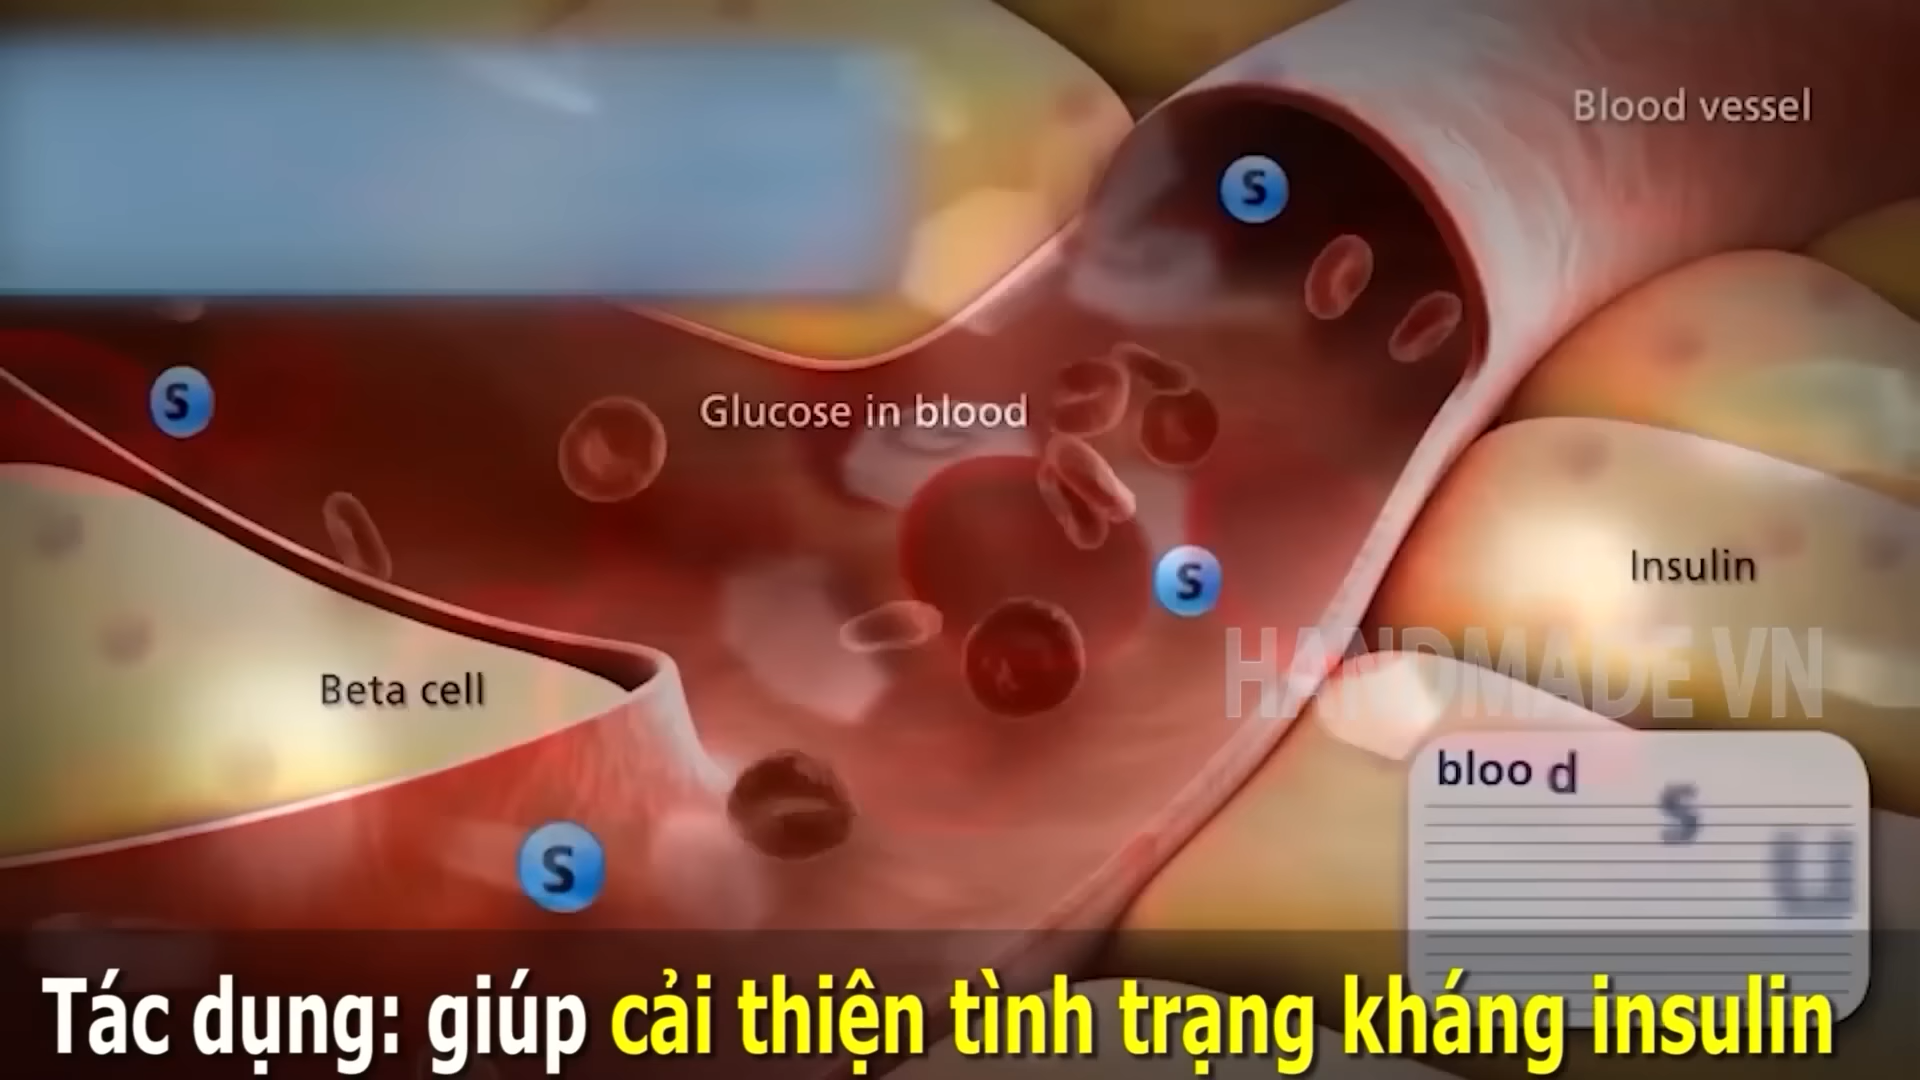 Blood vessel
S
S
Glucose in blood
S
Insulin
HANDMADE VN
Beta cell
bloo d
s
u
S
Tác dụng: giúp cải thiện tình trạng kháng insulin